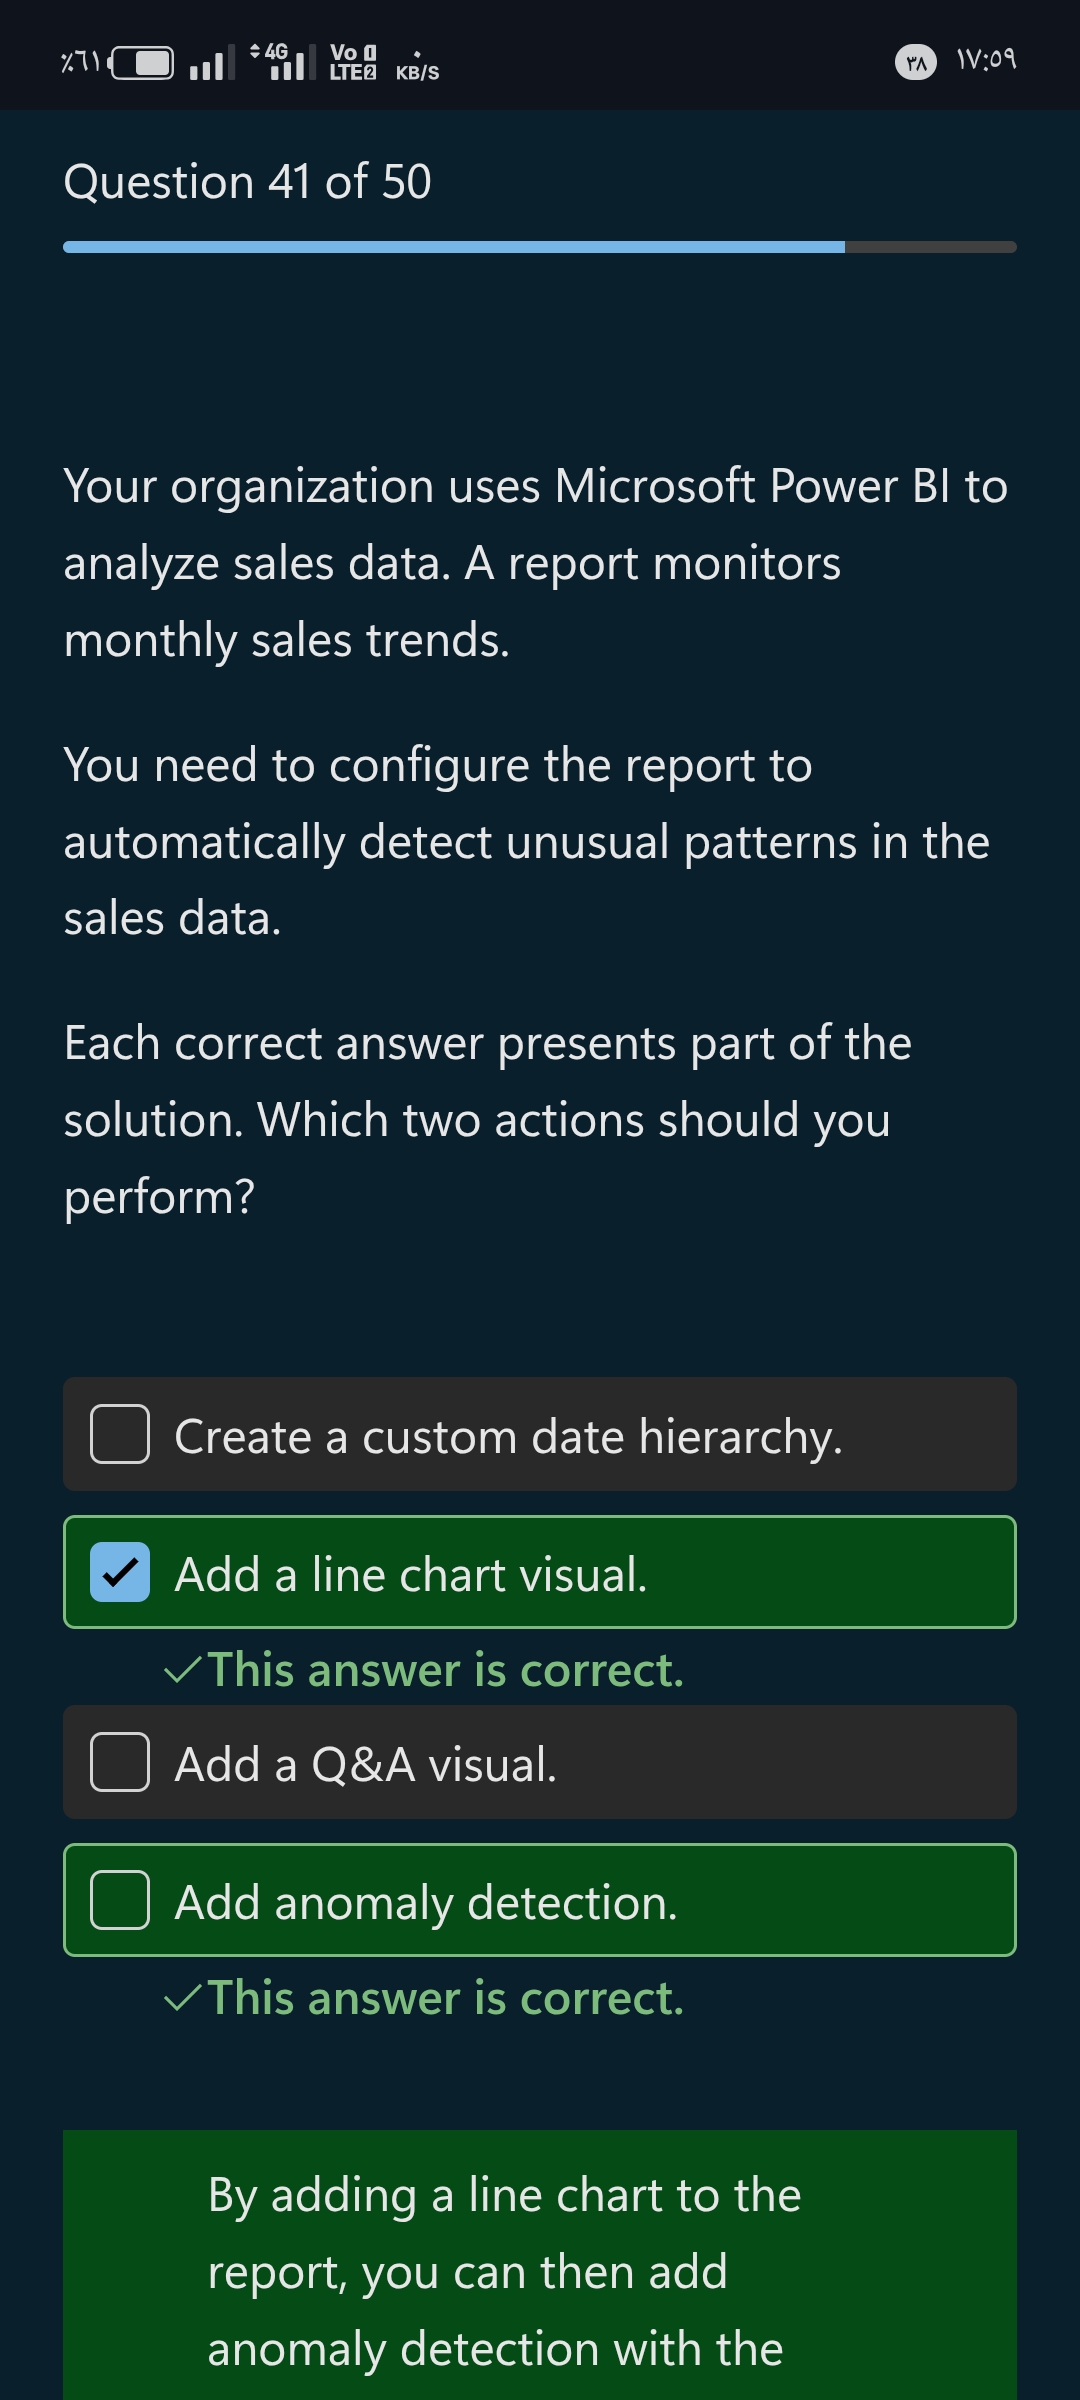 ٪٦١ 4G Vo 1 LTE 2 ٠ KB/S ٣٨ ١٧:٥٩
Question 41 of 50
Your organization uses Microsoft Power BI to
analyze sales data. A report monitors
monthly sales trends.
You need to configure the report to
automatically detect unusual patterns in the
sales data.
Each correct answer presents part of the
solution. Which two actions should you
perform?
Create a custom date hierarchy.
Add a line chart visual.
This answer is correct.
Add a Q&A visual.
Add anomaly detection.
This answer is correct.
By adding a line chart to the
report, you can then add
anomaly detection with the